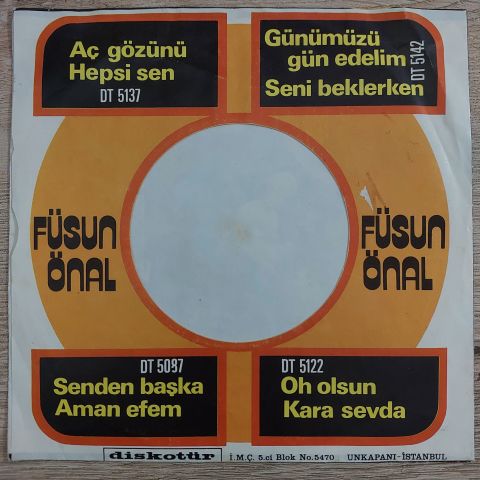 Aç gözünü
Hepsi sen
DT 5137
Günümüzü
gün edelim
Seni beklerken
DT 5142
FÜSUN
ÖNAL
FÜSUN
ÖNAL
DT 5087
Senden başka
Aman efem
DT 5122
Oh olsun
Kara sevda
diskotür İ.M.Ç. 5.ci Blok No.5470 UNKAPANI-İSTANBUL